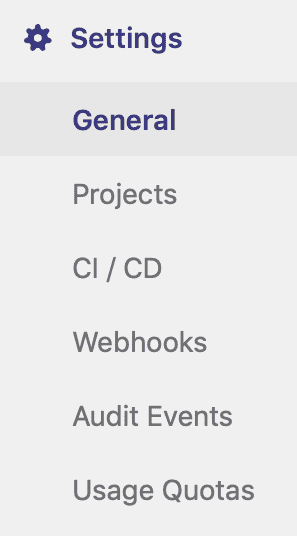 Settings
General
Projects
CI / CD
Webhooks
Audit Events
Usage Quotas